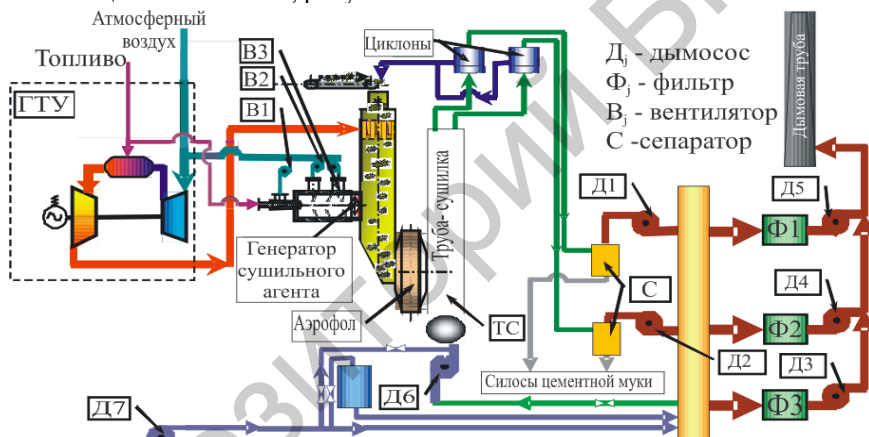 Атмосферный
воздух
Топливо
ГТУ
В3
В2
В1
Циклоны
Дj - дымосос
Фj - фильтр
Вj - вентилятор
С -сепаратор
Дымовая труба
Генератор
сушильного
агента
Аэрофол
Труба- сушилка
ТС
Д1
Д5
Ф1
С
Д4
Ф2
Д2
Силосы цементной муки
Д3
Ф3
Д6
Д7